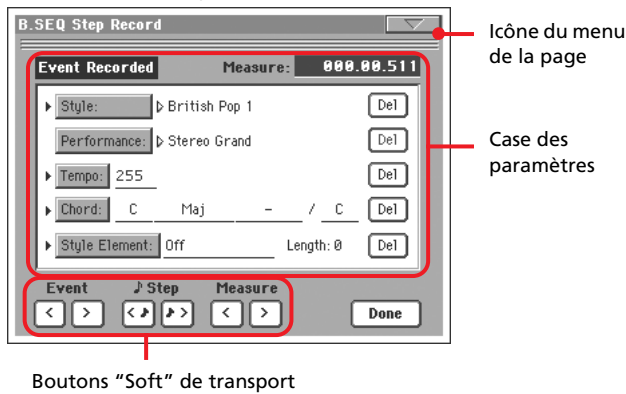 B.SEQ Step Record
Icône du menu
de la page
Event Recorded Measure: 000.00.511
Style: British Pop 1 Del
Performance: Stereo Grand Del
Case des
paramètres
Tempo: 255 Del
Chord: C Maj - / C Del
Style Element: Off Length: 0 Del
Event ♪ Step Measure
< > <♪ ♪> < > Done
Boutons “Soft” de transport